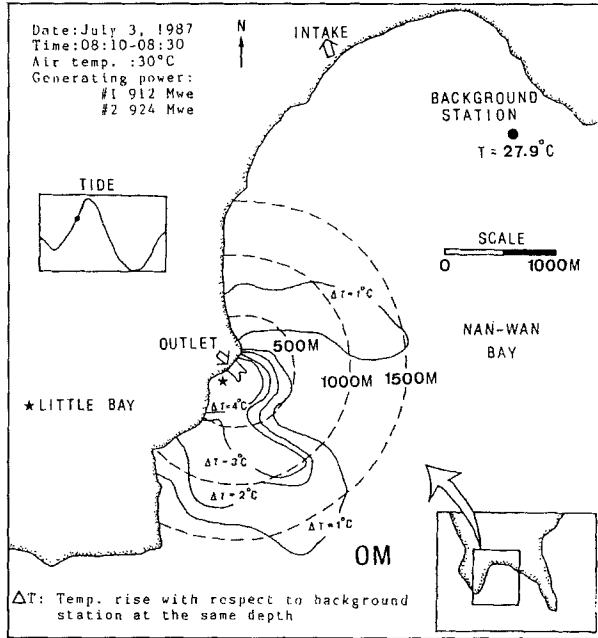 Date:July 3, 1987
Time:08:10-08:30
Air temp. :30°C
Generating power:
#1 912 Mwe
#2 924 Mwe
N
INTAKE
BACKGROUND
STATION
T = 27.9°C
TIDE
SCALE
0 1000M
ΔT=1°C
NAN-WAN
BAY
OUTLET
500M
1000M
1500M
★LITTLE BAY
ΔT=4°C
ΔT=3°C
ΔT=2°C
ΔT=1°C
0M
ΔT: Temp. rise with respect to background
station at the same depth